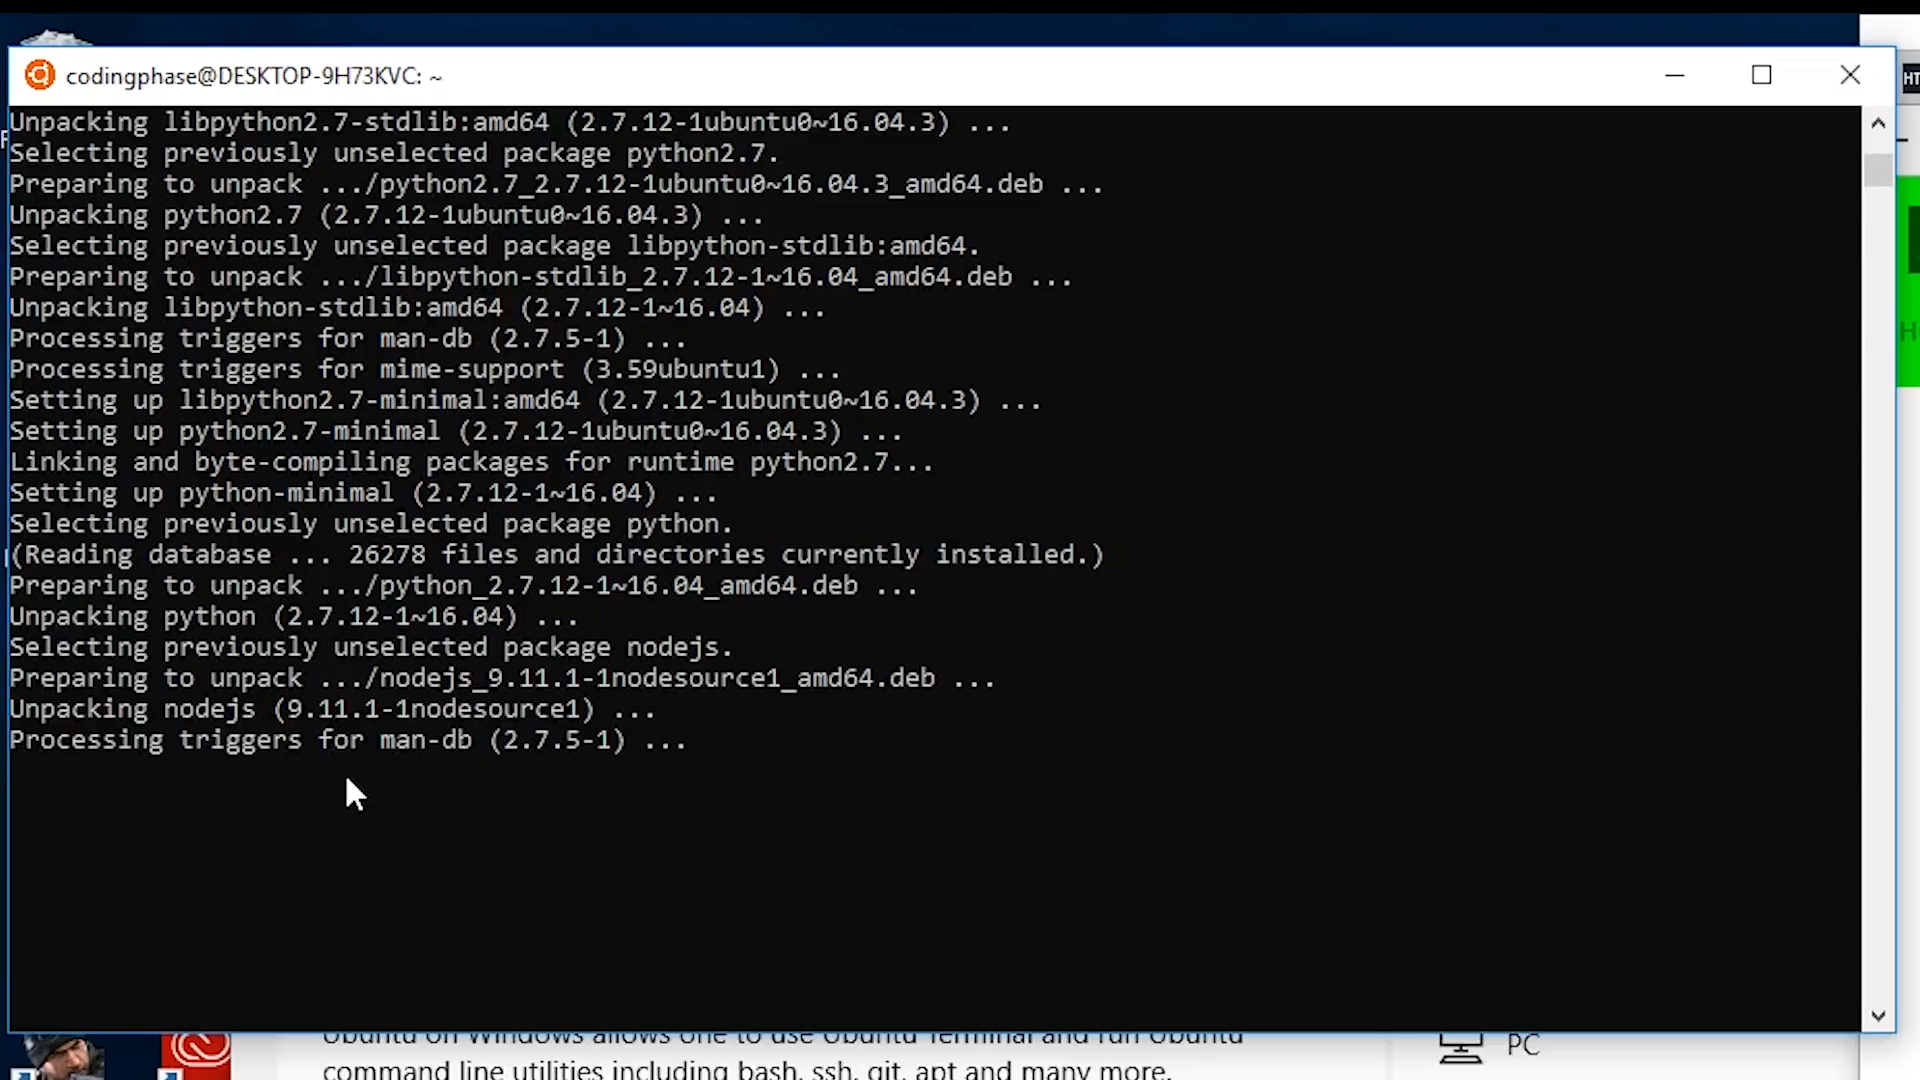 codingphase@DESKTOP-9H73KVC: ~
Unpacking libpython2.7-stdlib:amd64 (2.7.12-1ubuntu0~16.04.3) ...
Selecting previously unselected package python2.7.
Preparing to unpack .../python2.7_2.7.12-1ubuntu0~16.04.3_amd64.deb ...
Unpacking python2.7 (2.7.12-1ubuntu0~16.04.3) ...
Selecting previously unselected package libpython-stdlib:amd64.
Preparing to unpack .../libpython-stdlib_2.7.12-1~16.04_amd64.deb ...
Unpacking libpython-stdlib:amd64 (2.7.12-1~16.04) ...
Processing triggers for man-db (2.7.5-1) ...
Processing triggers for mime-support (3.59ubuntu1) ...
Setting up libpython2.7-minimal:amd64 (2.7.12-1ubuntu0~16.04.3) ...
Setting up python2.7-minimal (2.7.12-1ubuntu0~16.04.3) ...
Linking and byte-compiling packages for runtime python2.7...
Setting up python-minimal (2.7.12-1~16.04) ...
Selecting previously unselected package python.
(Reading database ... 26278 files and directories currently installed.)
Preparing to unpack .../python_2.7.12-1~16.04_amd64.deb ...
Unpacking python (2.7.12-1~16.04) ...
Selecting previously unselected package nodejs.
Preparing to unpack .../nodejs_9.11.1-1nodesource1_amd64.deb ...
Unpacking nodejs (9.11.1-1nodesource1) ...
Processing triggers for man-db (2.7.5-1) ...
Ubuntu on Windows allows one to use Ubuntu Terminal and run Ubuntu
command line utilities including bash, ssh, git, apt and many more.
PC